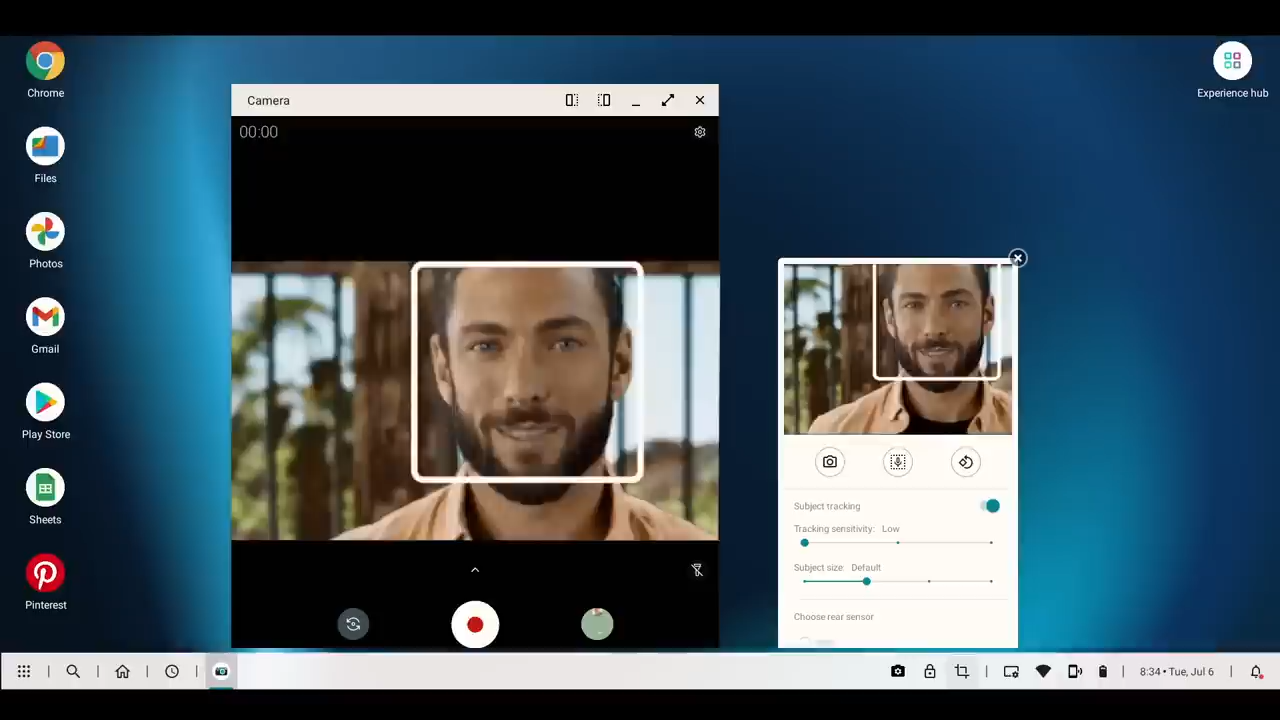 Chrome
Files
Photos
Gmail
Play Store
Sheets
Pinterest
Camera
00:00
Experience hub
Subject tracking
Tracking sensitivity: Low
Subject size Default
Choose rear sensor
8:34 • Tue, Jul 6